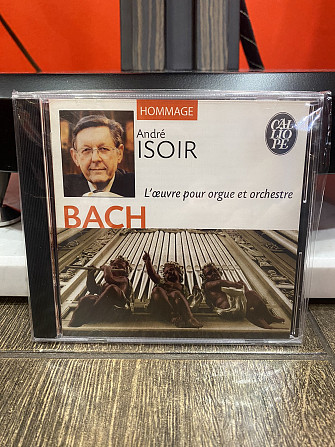 HOMMAGE
André
ISOIR
CALLIOPE
L'œuvre pour orgue et orchestre
BACH